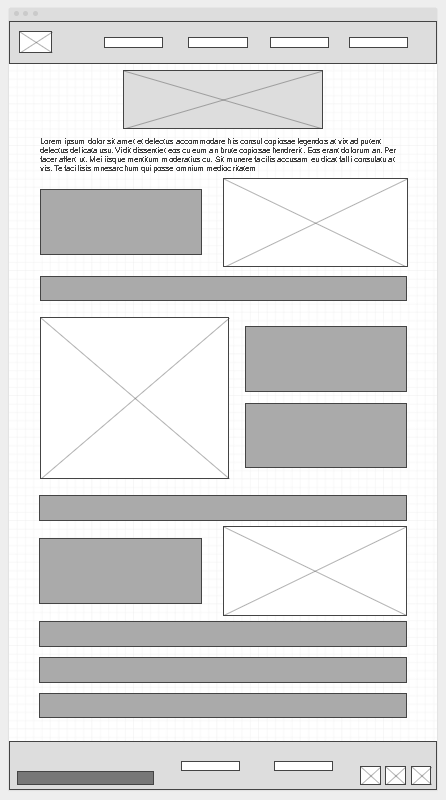 Lorem ipsum dolor sit amet et delectus accommodare his consul copiosae legendos at vix ad putent
delectus delicata usu. Vidit dissentiet eos cu eum an brute copiosae hendrerit. Eos erant dolorum an. Per
facer affert ut. Mei iisque mentitum moderatius cu. Sit munere facilis accusam eu dicat falli consulatu at
vis. Te facilisis mnesarchum qui posse omnium mediocritatem